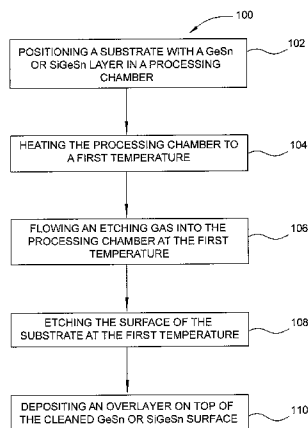 100
POSITIONING A SUBSTRATE WITH A GeSn
OR SiGeSn LAYER IN A PROCESSING
CHAMBER
102
HEATING THE PROCESSING CHAMBER TO
A FIRST TEMPERATURE
104
FLOWING AN ETCHING GAS INTO THE
PROCESSING CHAMBER AT THE FIRST
TEMPERATURE
106
ETCHING THE SURFACE OF THE
SUBSTRATE AT THE FIRST TEMPERATURE
108
DEPOSITING AN OVERLAYER ON TOP OF
THE CLEANED GeSn OR SiGeSn SURFACE
110